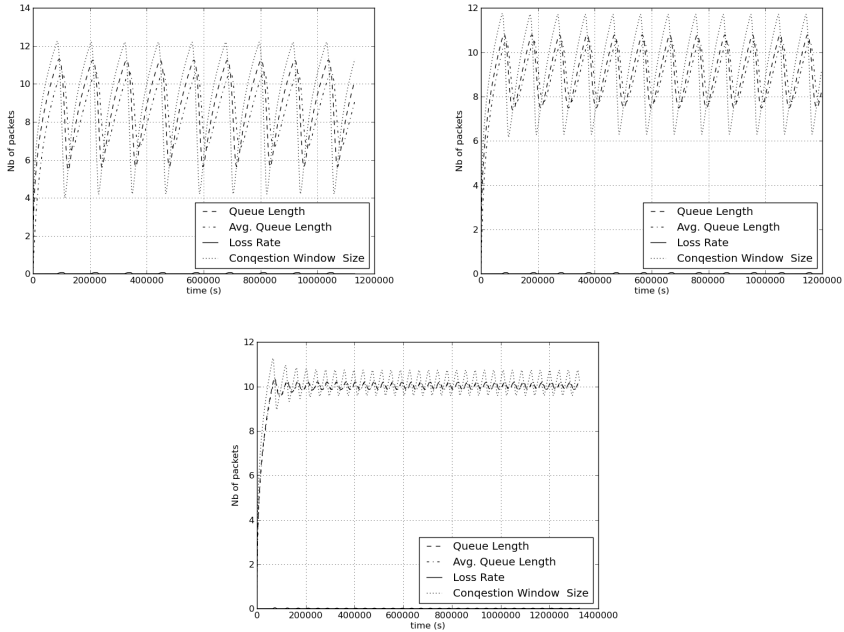 14
12
10
8
6
4
2
0
Nb of packets
Queue Length
Avg. Queue Length
Loss Rate
Conqestion Window Size
0 200000 400000 600000 800000 1000000 1200000
time (s)
12
10
8
6
4
2
0
Nb of packets
Queue Length
Avg. Queue Length
Loss Rate
Conqestion Window Size
0 200000 400000 600000 800000 1000000 1200000
time (s)
12
10
8
6
4
2
0
Nb of packets
Queue Length
Avg. Queue Length
Loss Rate
Conqestion Window Size
0 200000 400000 600000 800000 1000000 1200000 1400000
time (s)